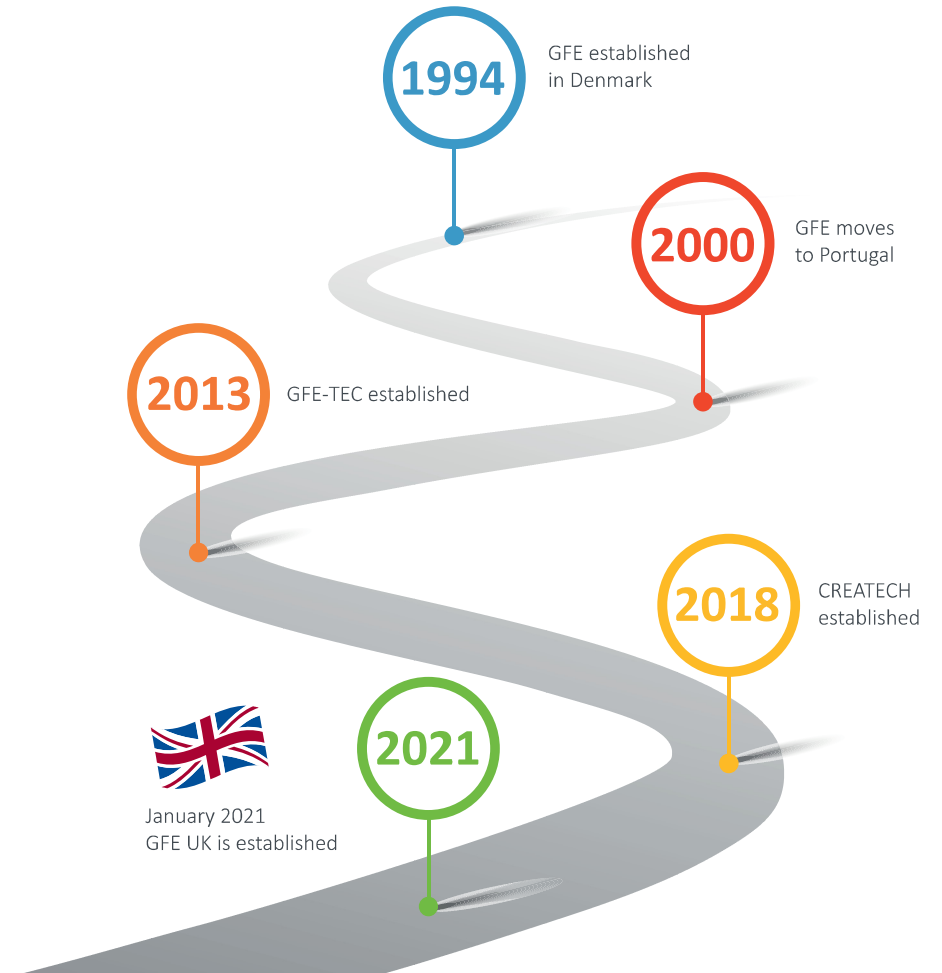 1994
GFE established
in Denmark
2000
GFE moves
to Portugal
2013
GFE-TEC established
2018
CREATECH
established
2021
January 2021
GFE UK is established